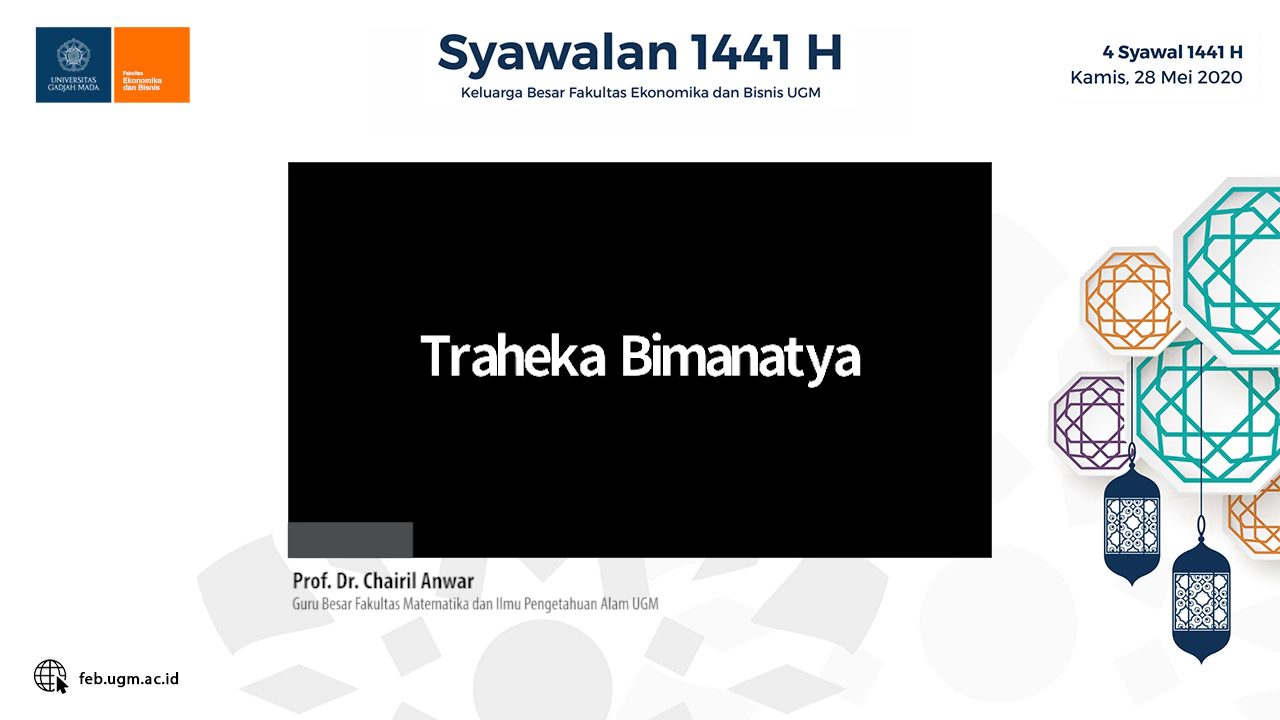 UNIVERSITAS
GADJAH MADA
Fakultas
Ekonomika
dan Bisnis
Syawalan 1441 H
Keluarga Besar Fakultas Ekonomika dan Bisnis UGM
4 Syawal 1441 H
Kamis, 28 Mei 2020
Traheka Bimanatya
Prof. Dr. Chairil Anwar
Guru Besar Fakultas Matematika dan Ilmu Pengetahuan Alam UGM
feb.ugm.ac.id